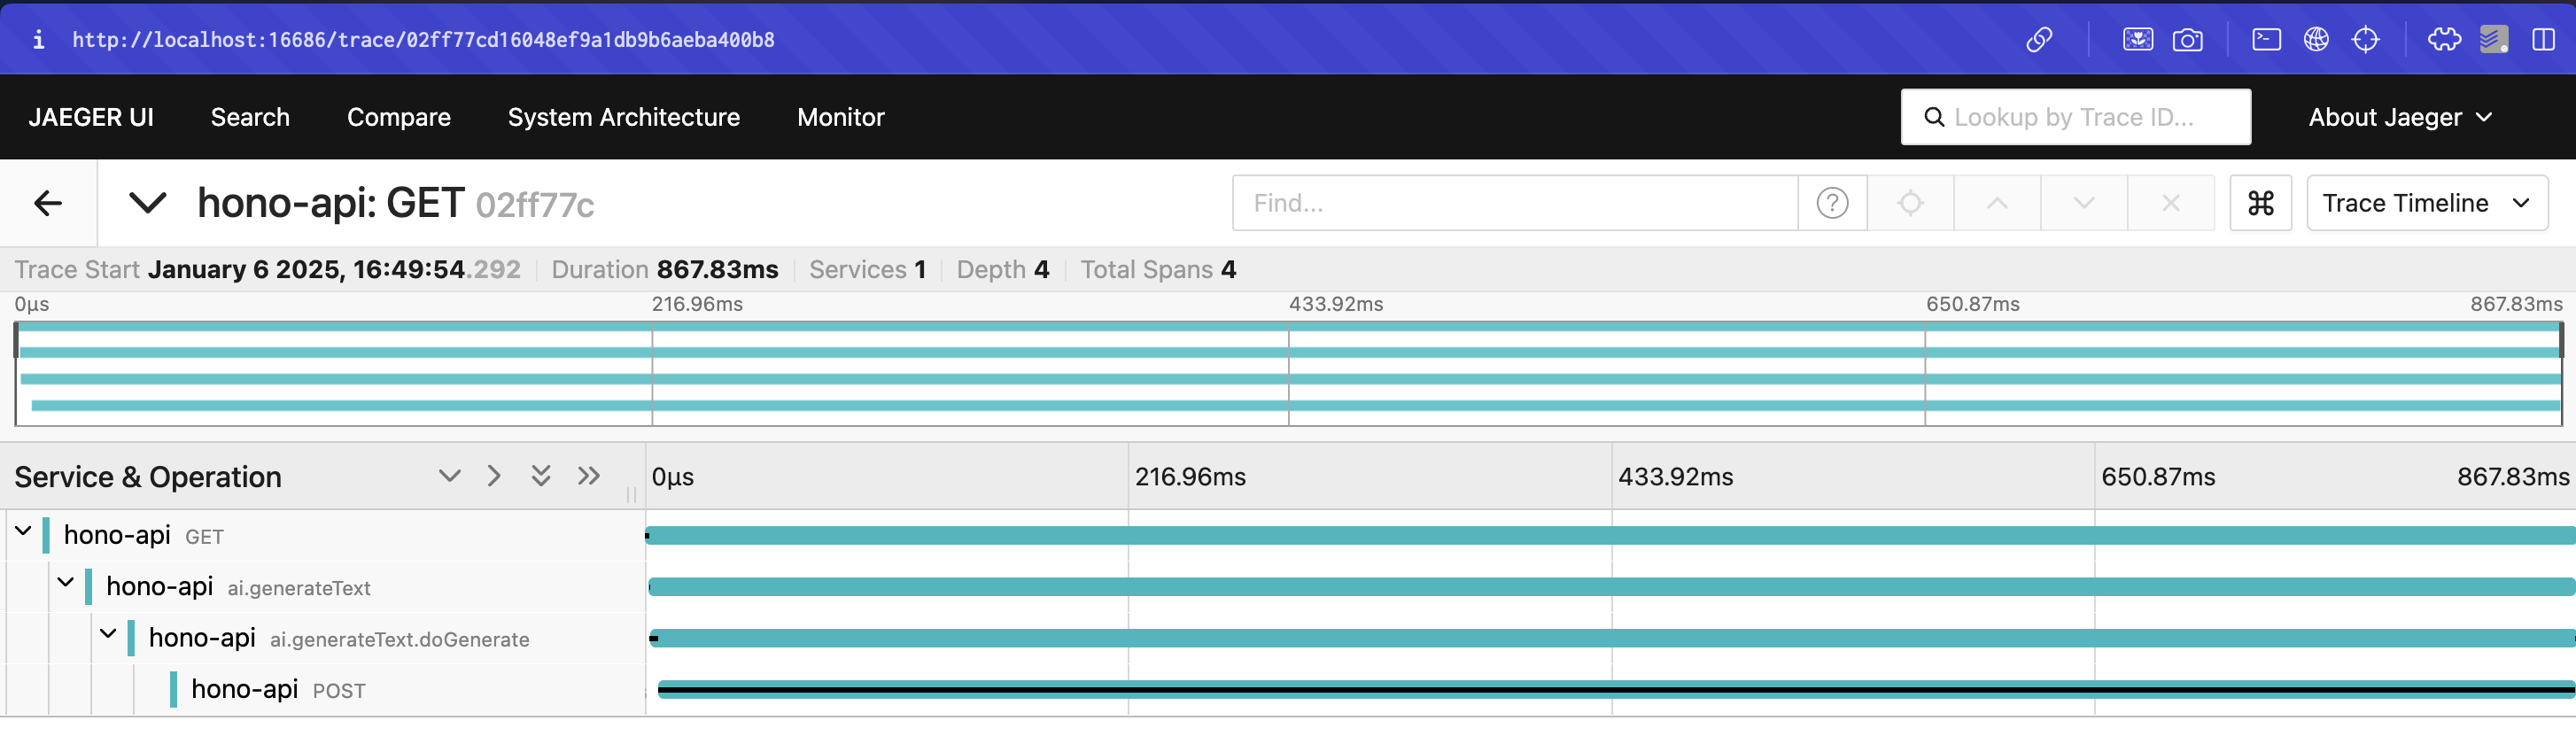 http://localhost:16686/trace/02ff77cd16048ef9a1db9b6aeba400b8
JAEGER UI Search Compare System Architecture Monitor Lookup by Trace ID... About Jaeger
hono-api: GET 02ff77c Find... Trace Timeline
Trace Start January 6 2025, 16:49:54.292 Duration 867.83ms Services 1 Depth 4 Total Spans 4
0μs 216.96ms 433.92ms 650.87ms 867.83ms
Service & Operation 0μs 216.96ms 433.92ms 650.87ms 867.83ms
hono-api GET
hono-api ai.generateText
hono-api ai.generateText.doGenerate
hono-api POST